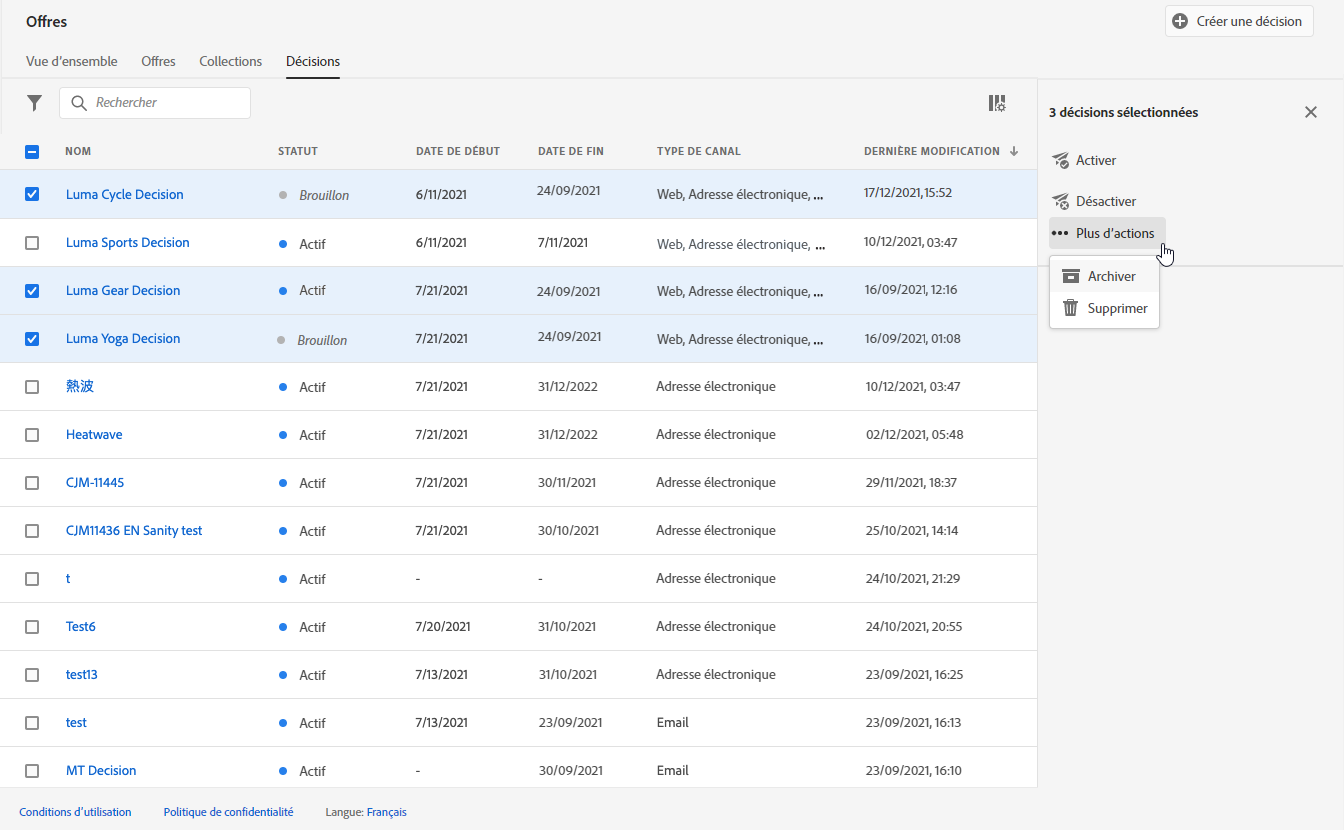 Offres
Créer une décision
Vue d'ensemble Offres Collections Décisions
Rechercher
3 décisions sélectionnées
Activer
Désactiver
Plus d'actions
Archiver
Supprimer
NOM STATUT DATE DE DÉBUT DATE DE FIN TYPE DE CANAL DERNIÈRE MODIFICATION
Luma Cycle Decision Brouillon 6/11/2021 24/09/2021 Web, Adresse électronique, ... 17/12/2021,15:52
Luma Sports Decision Actif 6/11/2021 7/11/2021 Web, Adresse électronique, ... 10/12/2021, 03:47
Luma Gear Decision Actif 7/21/2021 24/09/2021 Web, Adresse électronique, ... 16/09/2021, 12:16
Luma Yoga Decision Brouillon 7/21/2021 24/09/2021 Web, Adresse électronique, ... 16/09/2021, 01:08
熱波 Actif 7/21/2021 31/12/2022 Adresse électronique 10/12/2021, 03:47
Heatwave Actif 7/21/2021 31/12/2022 Adresse électronique 02/12/2021, 05:48
CJM-11445 Actif 7/21/2021 30/11/2021 Adresse électronique 29/11/2021, 18:37
CJM11436 EN Sanity test Actif 7/21/2021 30/10/2021 Adresse électronique 25/10/2021, 14:14
t Actif - - Adresse électronique 24/10/2021, 21:29
Test6 Actif 7/20/2021 31/10/2021 Adresse électronique 24/10/2021, 20:55
test13 Actif 7/13/2021 31/10/2021 Adresse électronique 23/09/2021, 16:25
test Actif 7/13/2021 23/09/2021 Email 23/09/2021, 16:13
MT Decision Actif - 30/09/2021 Email 23/09/2021, 16:10
Conditions d'utilisation Politique de confidentialité Langue: Français